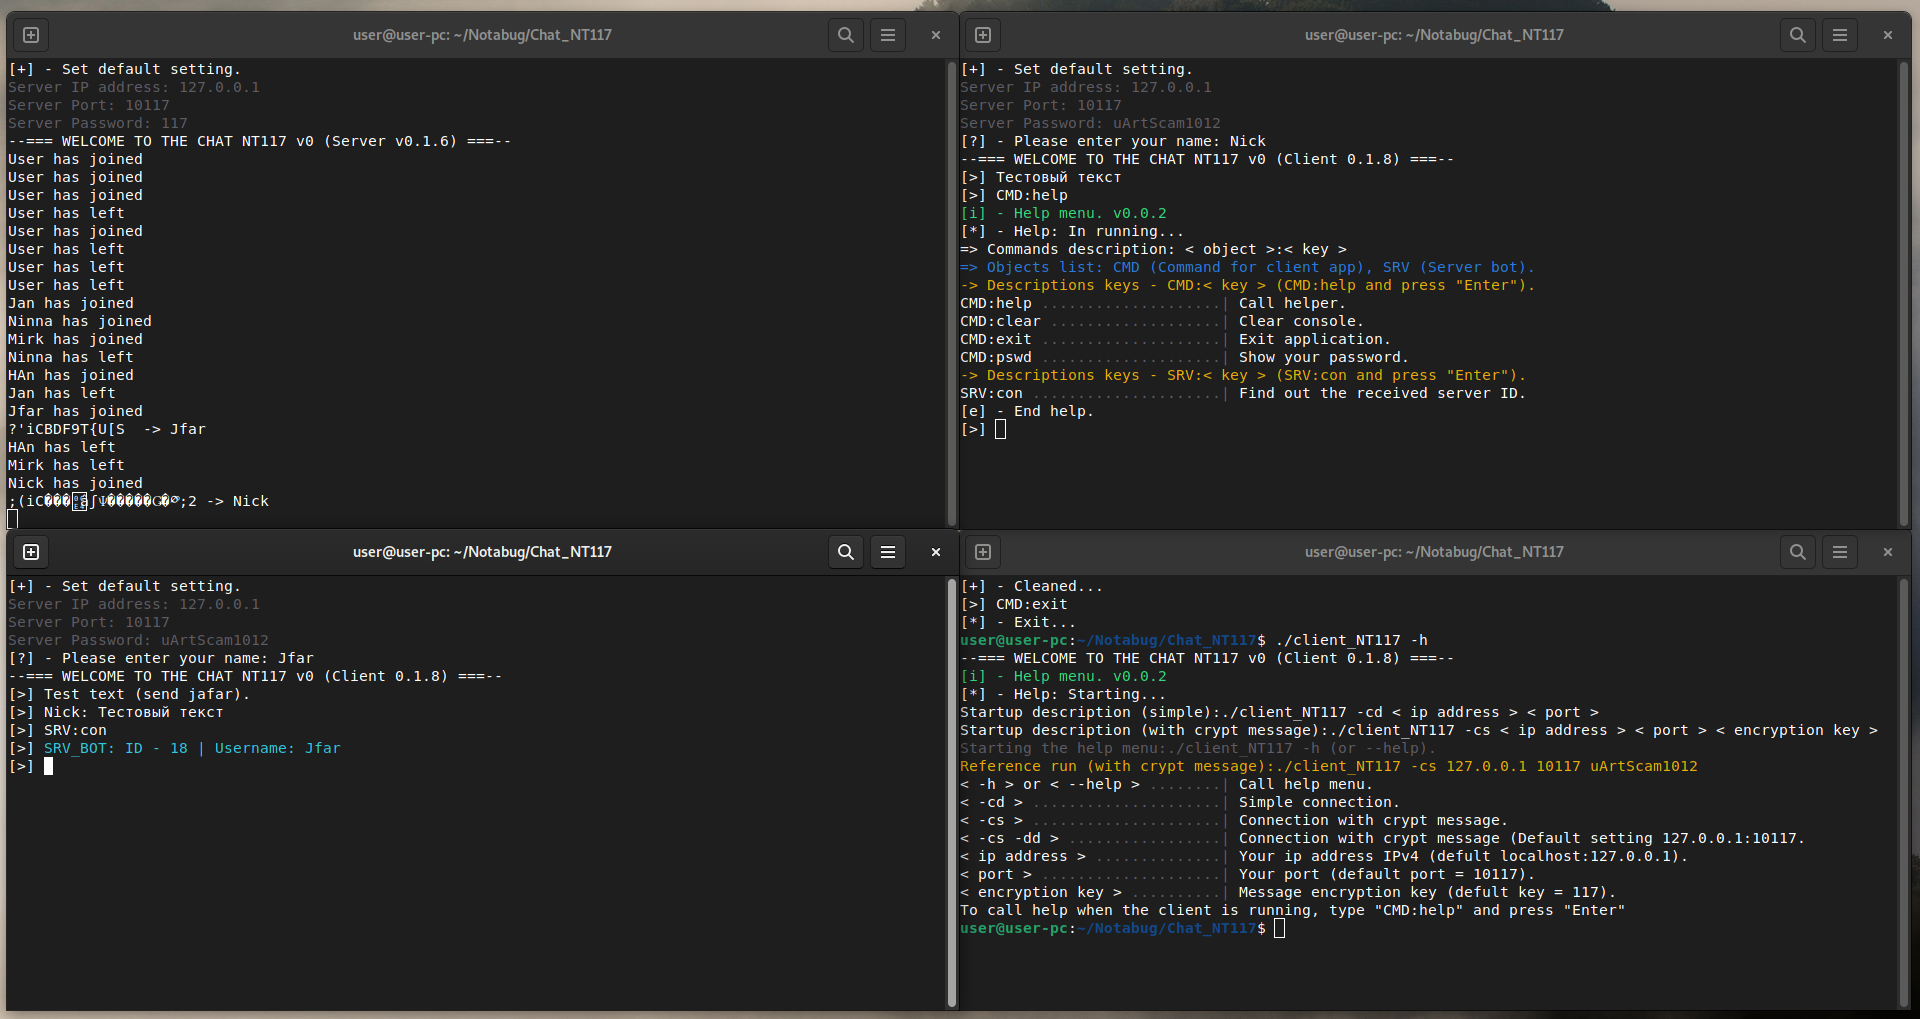 user@user-pc: ~/Notabug/Chat_NT117
[+] - Set default setting.
Server IP address: 127.0.0.1
Server Port: 10117
Server Password: 117
--=== WELCOME TO THE CHAT NT117 v0 (Server v0.1.6) ===--
User has joined
User has joined
User has joined
User has left
User has joined
User has left
User has left
User has left
Jan has joined
Ninna has joined
Mirk has joined
Ninna has left
HAn has joined
Jan has left
Jfar has joined
?'iCBDF9T{U[S  -> Jfar
HAn has left
Mirk has left
Nick has joined
;2 -> Nick
user@user-pc: ~/Notabug/Chat_NT117
[+] - Set default setting.
Server IP address: 127.0.0.1
Server Port: 10117
Server Password: uArtScam1012
[?] - Please enter your name: Nick
--=== WELCOME TO THE CHAT NT117 v0 (Client 0.1.8) ===--
[>] Тестовый текст
[>] CMD:help
[i] - Help menu. v0.0.2
[*] - Help: In running...
=> Commands description: < object >:< key >
=> Objects list: CMD (Command for client app), SRV (Server bot).
-> Descriptions keys - CMD:< key > (CMD:help and press "Enter").
CMD:help ....................| Call helper.
CMD:clear ...................| Clear console.
CMD:exit ....................| Exit application.
CMD:pswd ....................| Show your password.
-> Descriptions keys - SRV:< key > (SRV:con and press "Enter").
SRV:con .....................| Find out the received server ID.
[e] - End help.
[>]
user@user-pc: ~/Notabug/Chat_NT117
[+] - Set default setting.
Server IP address: 127.0.0.1
Server Port: 10117
Server Password: uArtScam1012
[?] - Please enter your name: Jfar
--=== WELCOME TO THE CHAT NT117 v0 (Client 0.1.8) ===--
[>] Test text (send jafar).
[>] Nick: Тестовый текст
[>] SRV:con
[>] SRV_BOT: ID - 18 | Username: Jfar
[>]
user@user-pc: ~/Notabug/Chat_NT117
[+] - Cleaned...
[>] CMD:exit
[*] - Exit...
user@user-pc:~/Notabug/Chat_NT117$ ./client_NT117 -h
--=== WELCOME TO THE CHAT NT117 v0 (Client 0.1.8) ===--
[i] - Help menu. v0.0.2
[*] - Help: Starting...
Startup description (simple):./client_NT117 -cd < ip address > < port >
Startup description (with crypt message):./client_NT117 -cs < ip address > < port > < encryption key >
Starting the help menu:./client_NT117 -h (or --help).
Reference run (with crypt message):./client_NT117 -cs 127.0.0.1 10117 uArtScam1012
< -h > or < --help > ........| Call help menu.
< -cd > .....................| Simple connection.
< -cs > .....................| Connection with crypt message.
< -cs -dd > .................| Connection with crypt message (Default setting 127.0.0.1:10117.
< ip address > ..............| Your ip address IPv4 (defult localhost:127.0.0.1).
< port > ....................| Your port (default port = 10117).
< encryption key > ..........| Message encryption key (defult key = 117).
To call help when the client is running, type "CMD:help" and press "Enter"
user@user-pc:~/Notabug/Chat_NT117$